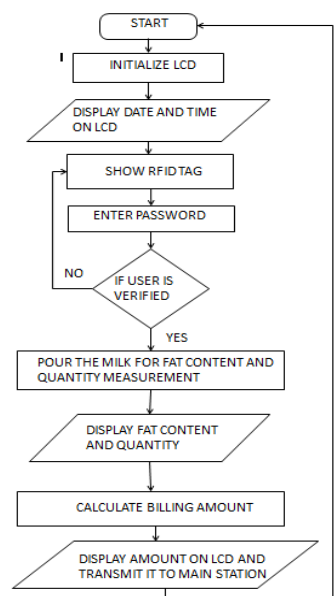 START
INITIALIZE LCD
DISPLAY DATE AND TIME
ON LCD
SHOW RFID TAG
ENTER PASSWORD
NO
IF USER IS
VERIFIED
YES
POUR THE MILK FOR FAT CONTENT AND
QUANTITY MEASUREMENT
DISPLAY FAT CONTENT
AND QUANTITY
CALCULATE BILLING AMOUNT
DISPLAY AMOUNT ON LCD AND
TRANSMIT IT TO MAIN STATION